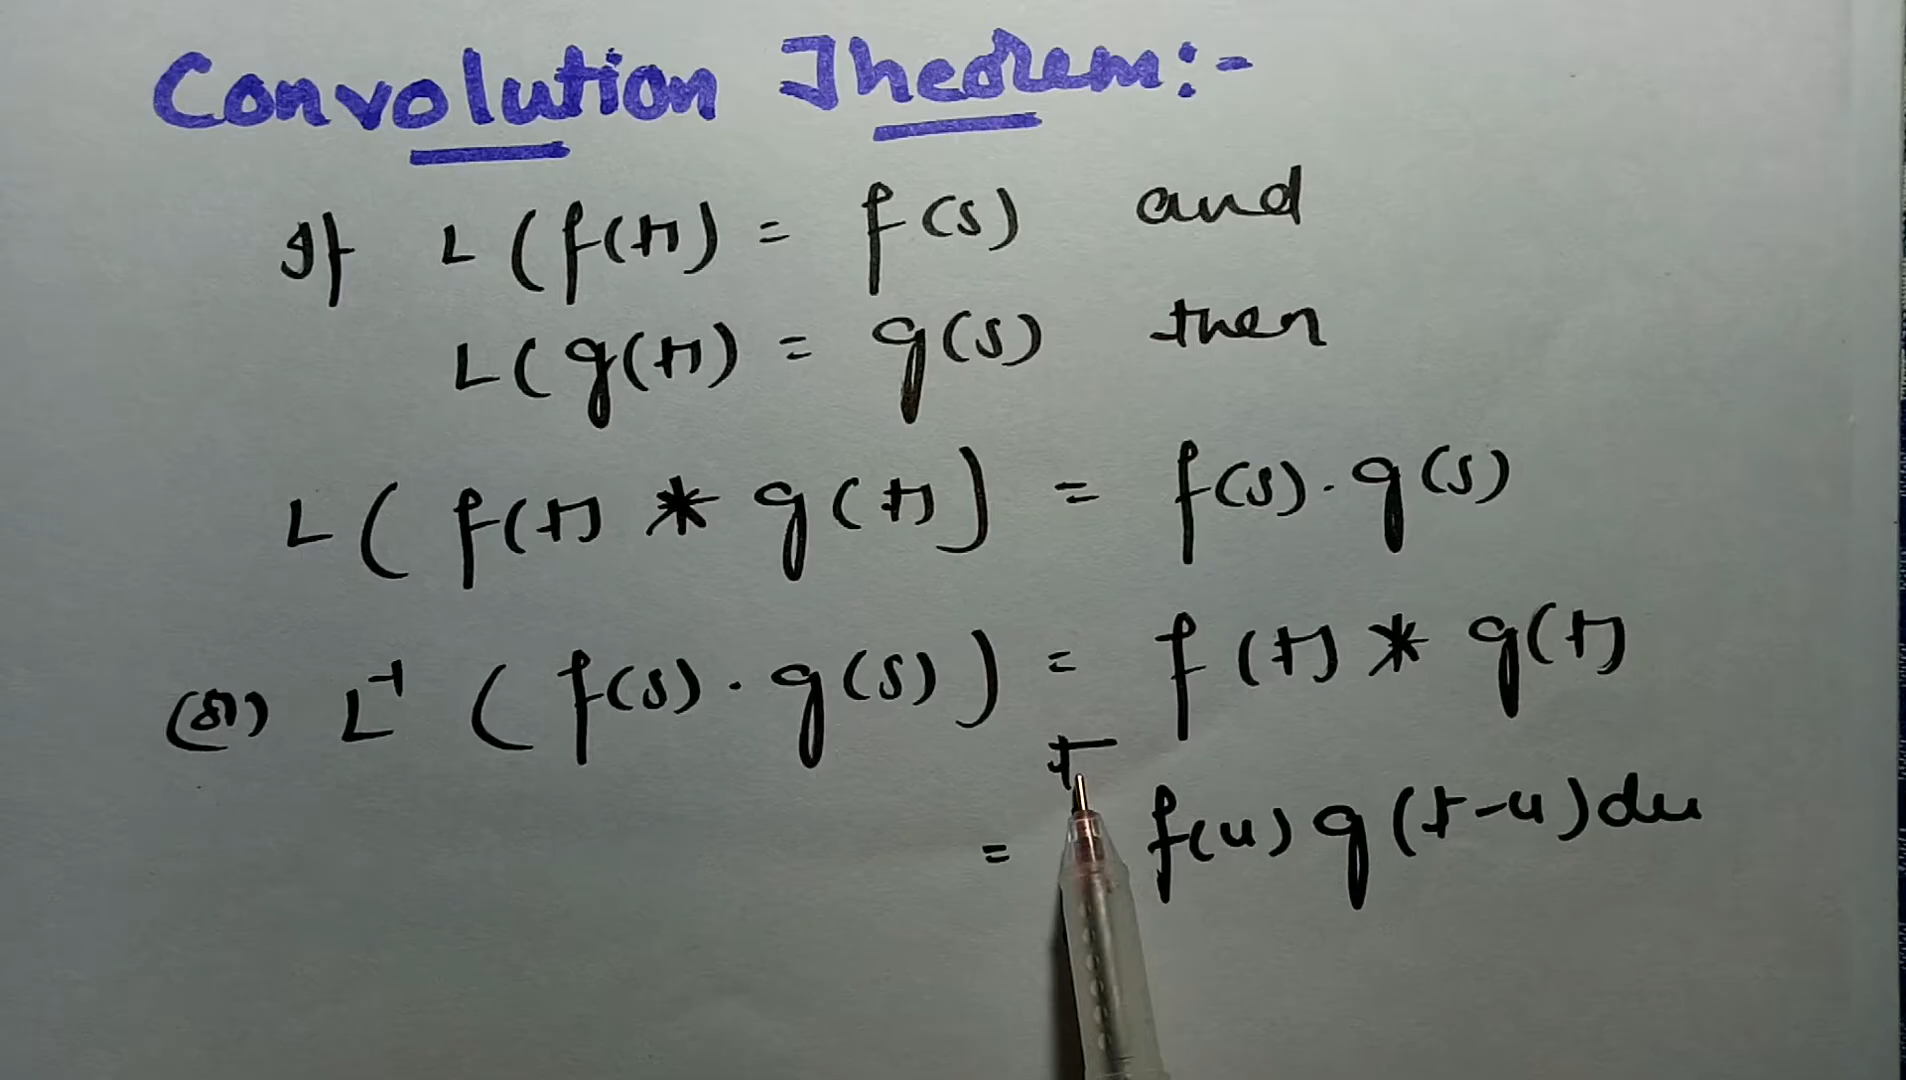 Convolution Theorem:-
If L(f(t)) = f(s) and
L(g(t)) = g(s) then
L(f(t) * g(t)) = f(s).g(s)
(or) L⁻¹(f(s).g(s)) = f(t) * g(t)
= ∫ f(u) g(t-u)du